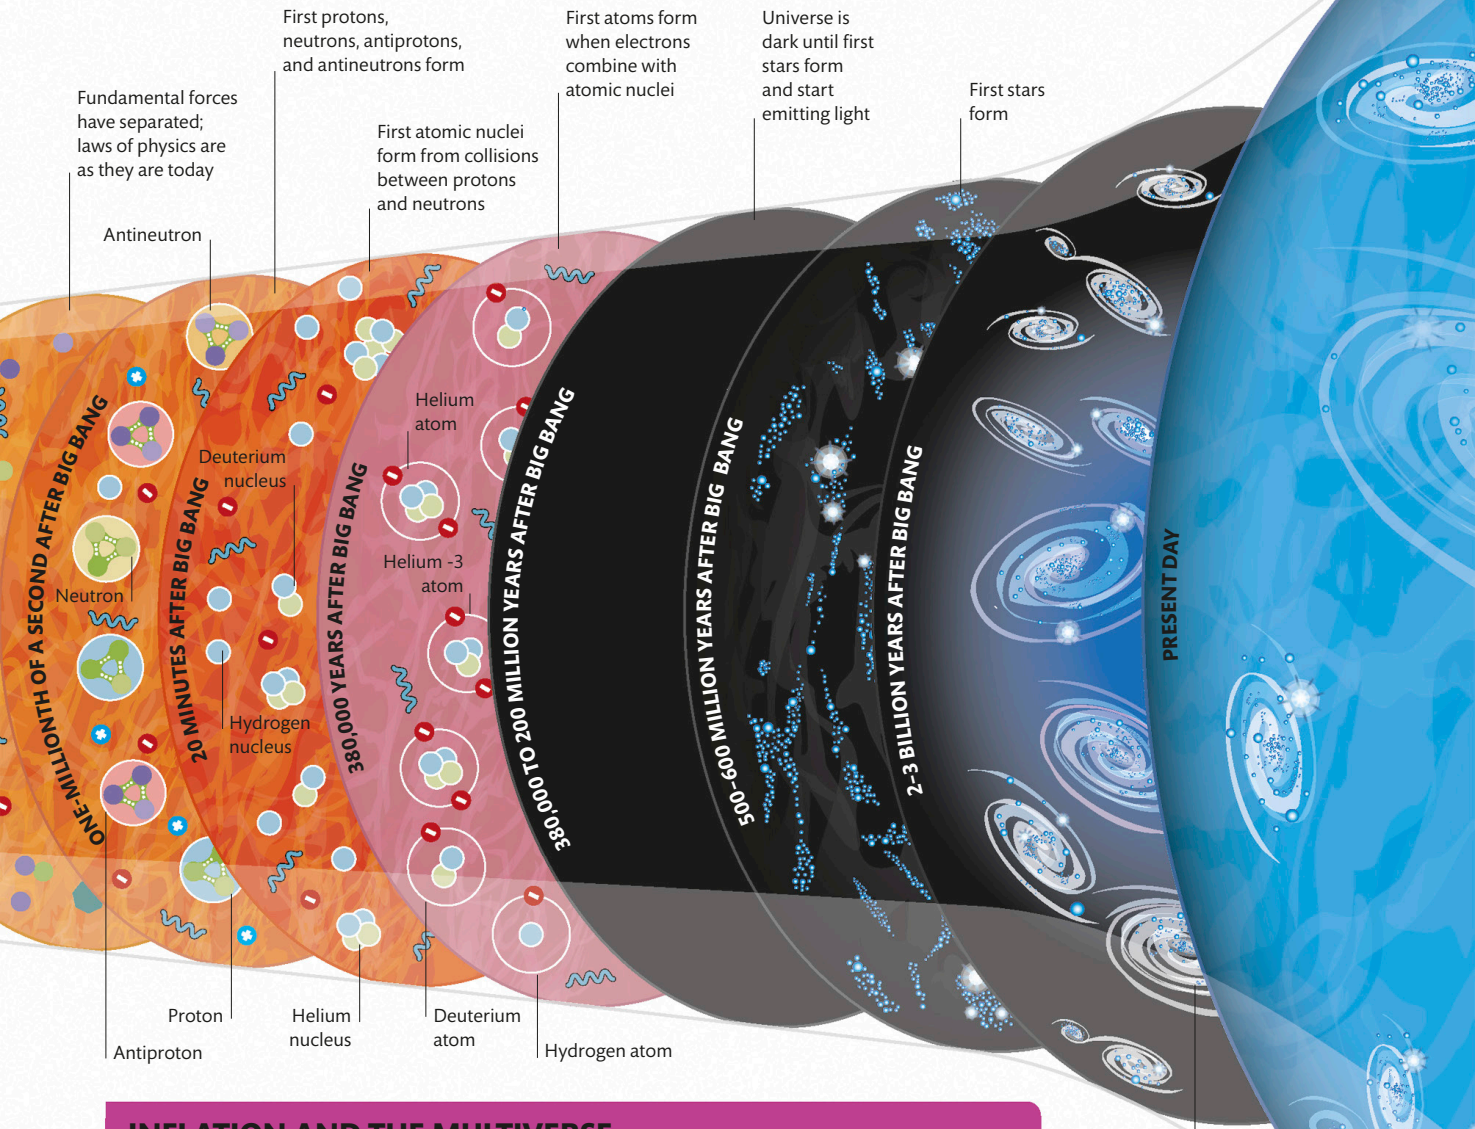 First protons,
neutrons, antiprotons,
and antineutrons form
First atoms form
when electrons
combine with
atomic nuclei
Universe is
dark until first
stars form
and start
emitting light
First stars
form
Fundamental forces
have separated;
laws of physics are
as they are today
First atomic nuclei
form from collisions
between protons
and neutrons
Antineutron
Helium
atom
Deuterium
nucleus
Helium -3
atom
Neutron
Hydrogen
nucleus
ONE-MILLIONTH OF A SECOND AFTER BIG BANG
20 MINUTES AFTER BIG BANG
380,000 YEARS AFTER BIG BANG
380,000 TO 200 MILLION YEARS AFTER BIG BANG
500–600 MILLION YEARS AFTER BIG BANG
2–3 BILLION YEARS AFTER BIG BANG
PRESENT DAY
Proton
Helium
nucleus
Deuterium
atom
Antiproton
Hydrogen atom
INFLATION AND THE MULTIVERSE